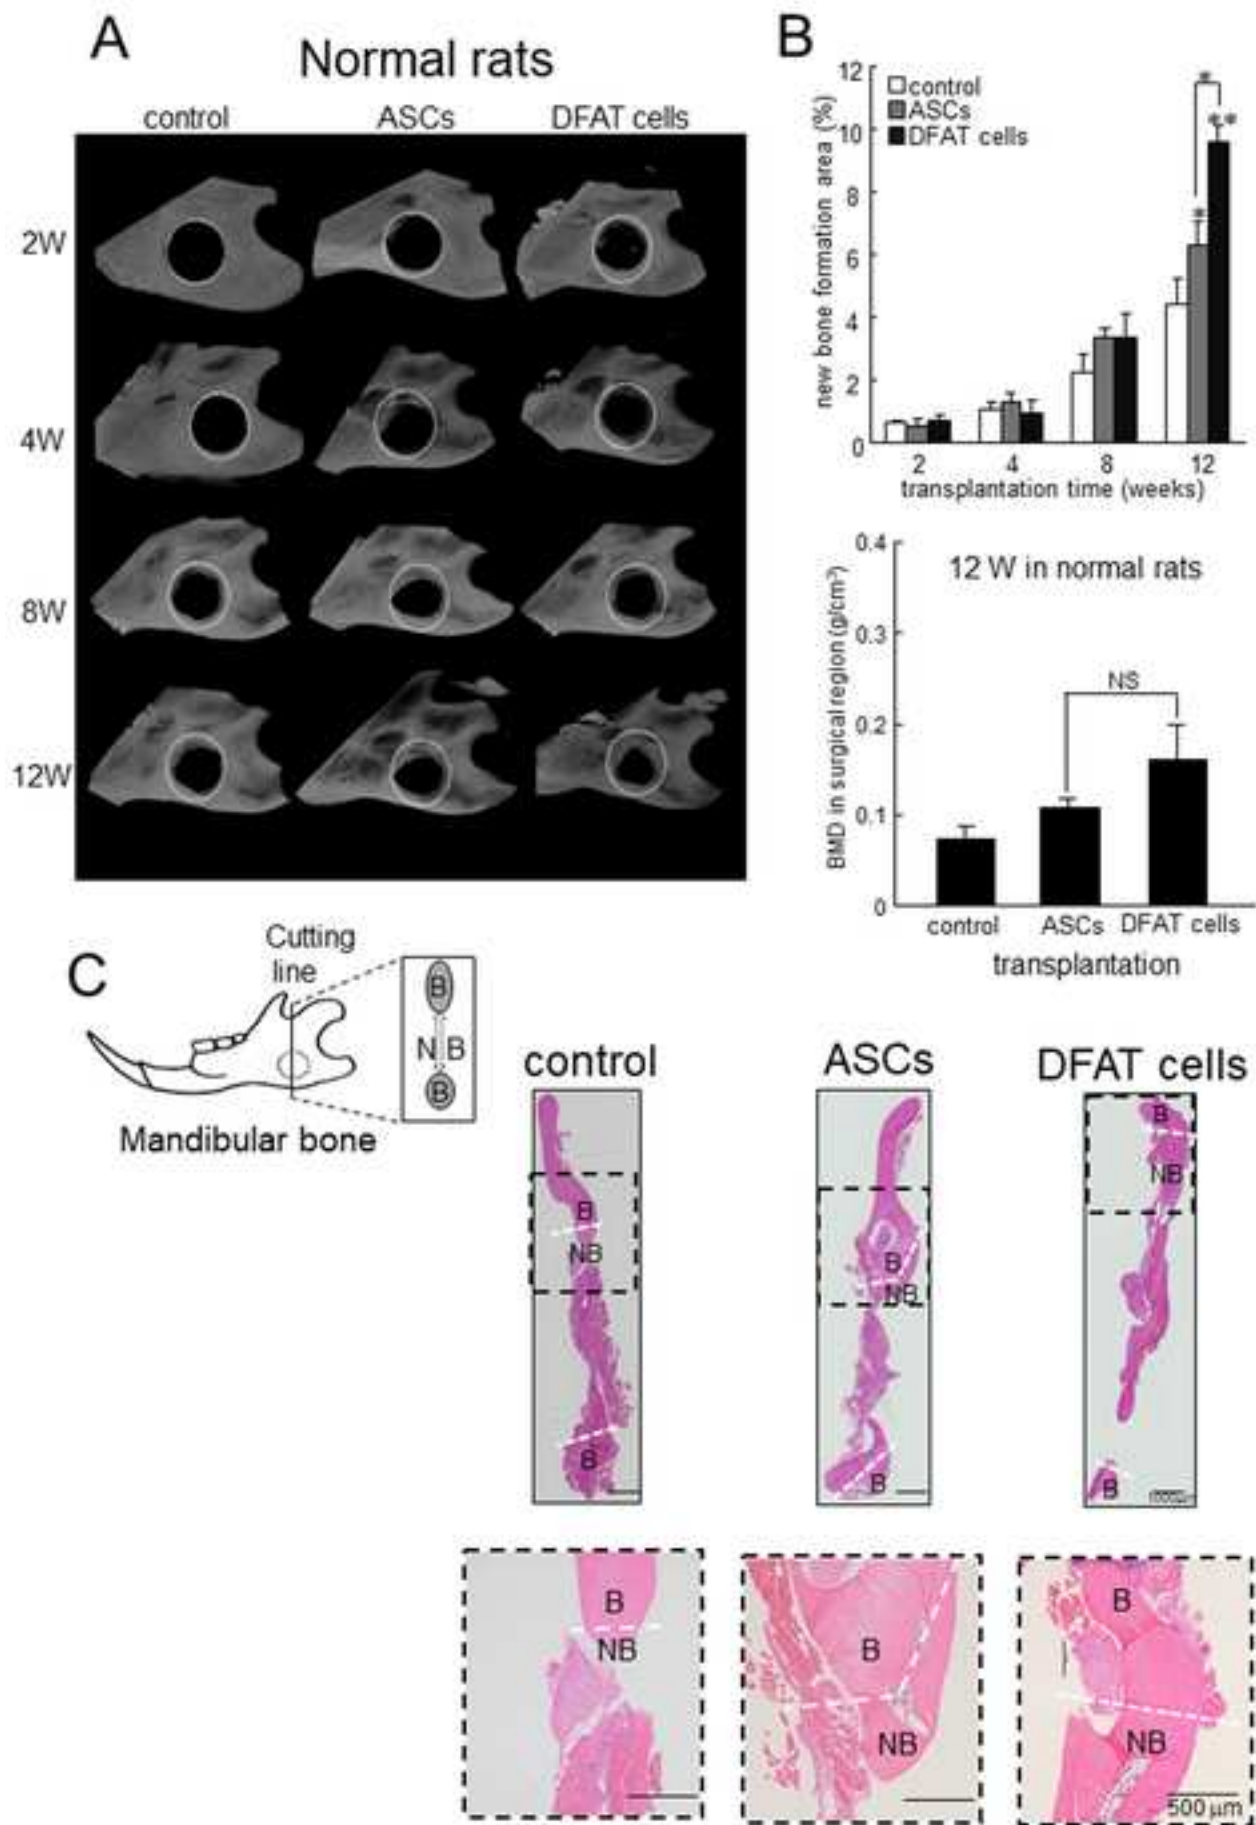 A
Normal rats
control ASCs DFAT cells
2W
4W
8W
12W
B
12
10
8
6
4
2
0
new bone formation area (%)
control
ASCs
DFAT cells
*
**
*
2 4 8 12
transplantation time (weeks)
0.4
0.3
0.2
0.1
0
BMD in surgical region (g/cm³)
12 W in normal rats
NS
control ASCs DFAT cells
transplantation
C
Cutting
line
B
N B
B
Mandibular bone
control ASCs DFAT cells
B
NB
B
B
NB
B
B
NB
B
B
NB
B
NB
B
NB
500 μm